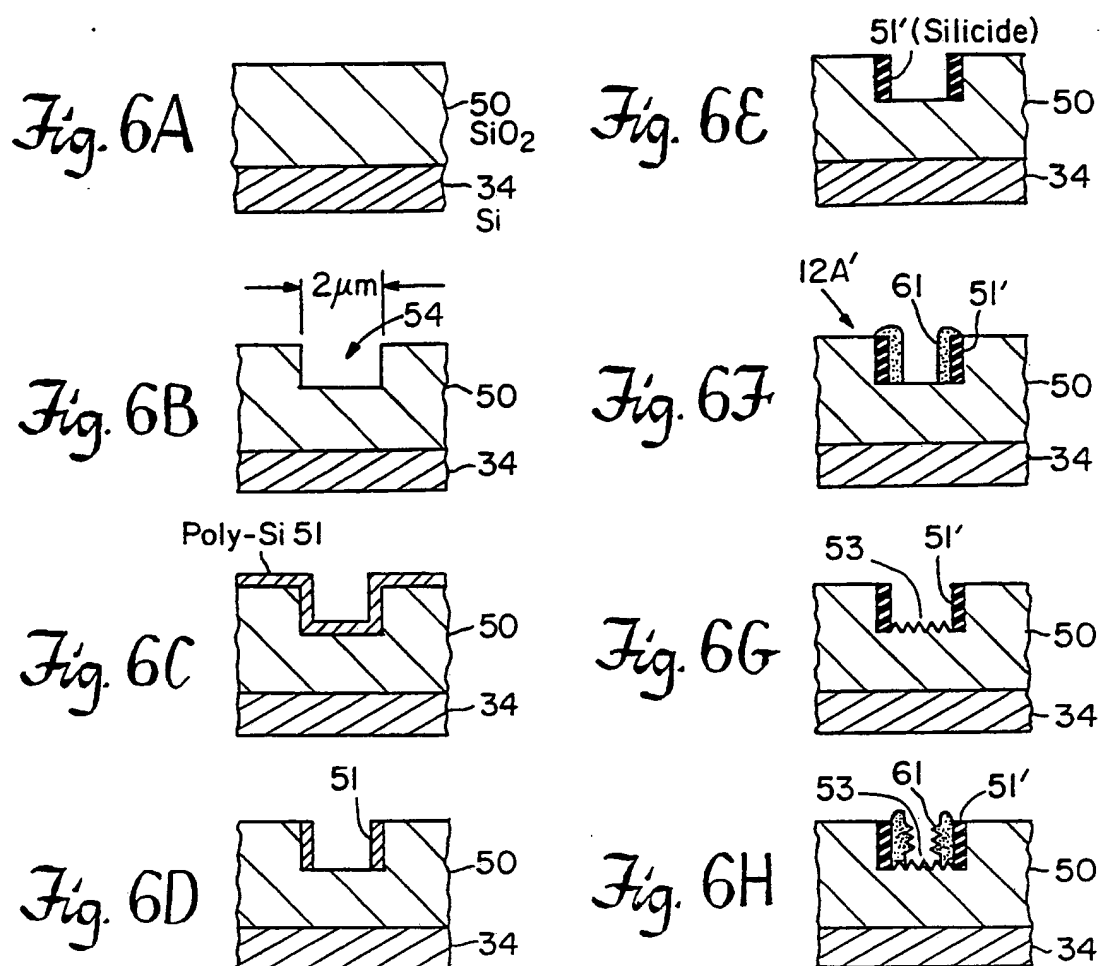 Fig. 6A
50
SiO2
34
Si
Fig. 6B
2μm
54
50
34
Fig. 6C
Poly-Si 51
50
34
Fig. 6D
51
50
34
Fig. 6E
51' (Silicide)
50
34
Fig. 6F
12A'
61
51'
50
34
Fig. 6G
53
51'
50
34
Fig. 6H
53
61
51'
50
34